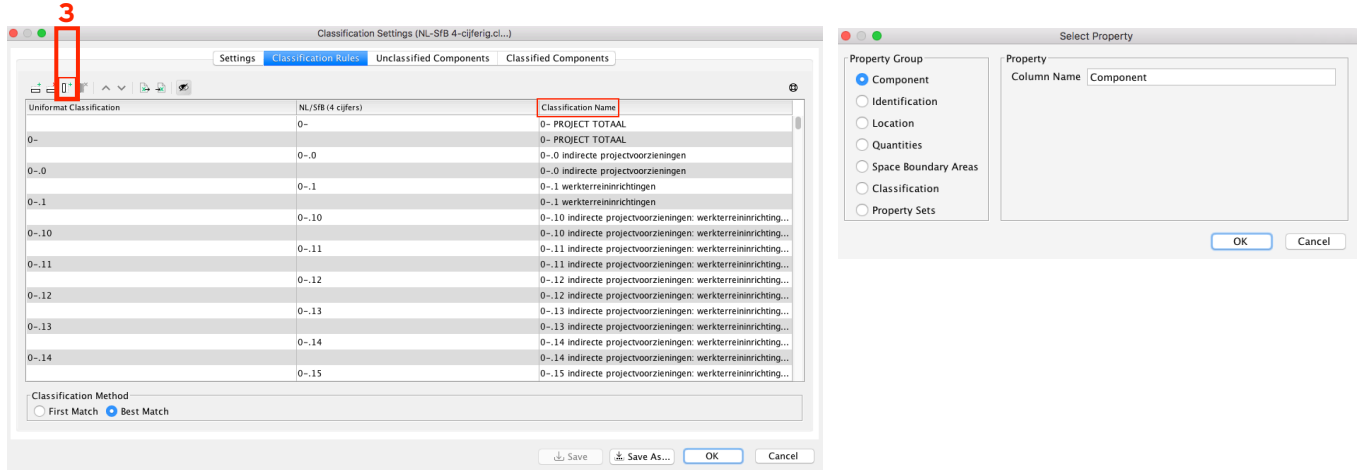 3
Classification Settings (NL-SfB 4-cijferig.cl...)
Settings Classification Rules Unclassified Components Classified Components
Uniformat Classification NL/SfB (4 cijfers) Classification Name
0- 0- PROJECT TOTAAL
0- 0- PROJECT TOTAAL
0-.0 0-.0 indirecte projectvoorzieningen
0-.0 0-.0 indirecte projectvoorzieningen
0-.1 0-.1 werkterreininrichtingen
0-.1 0-.1 werkterreininrichtingen
0-.10 0-.10 indirecte projectvoorzieningen: werkterreininrichting...
0-.10 0-.10 indirecte projectvoorzieningen: werkterreininrichting...
0-.11 0-.11 indirecte projectvoorzieningen: werkterreininrichting...
0-.11 0-.11 indirecte projectvoorzieningen: werkterreininrichting...
0-.12 0-.12 indirecte projectvoorzieningen: werkterreininrichting...
0-.12 0-.12 indirecte projectvoorzieningen: werkterreininrichting...
0-.13 0-.13 indirecte projectvoorzieningen: werkterreininrichting...
0-.13 0-.13 indirecte projectvoorzieningen: werkterreininrichting...
0-.14 0-.14 indirecte projectvoorzieningen: werkterreininrichting...
0-.14 0-.14 indirecte projectvoorzieningen: werkterreininrichting...
0-.15 0-.15 indirecte projectvoorzieningen: werkterreininrichting...
Classification Method
First Match Best Match
Save Save As... OK Cancel
Select Property
Property Group
Component
Identification
Location
Quantities
Space Boundary Areas
Classification
Property Sets
Property
Column Name Component
OK Cancel